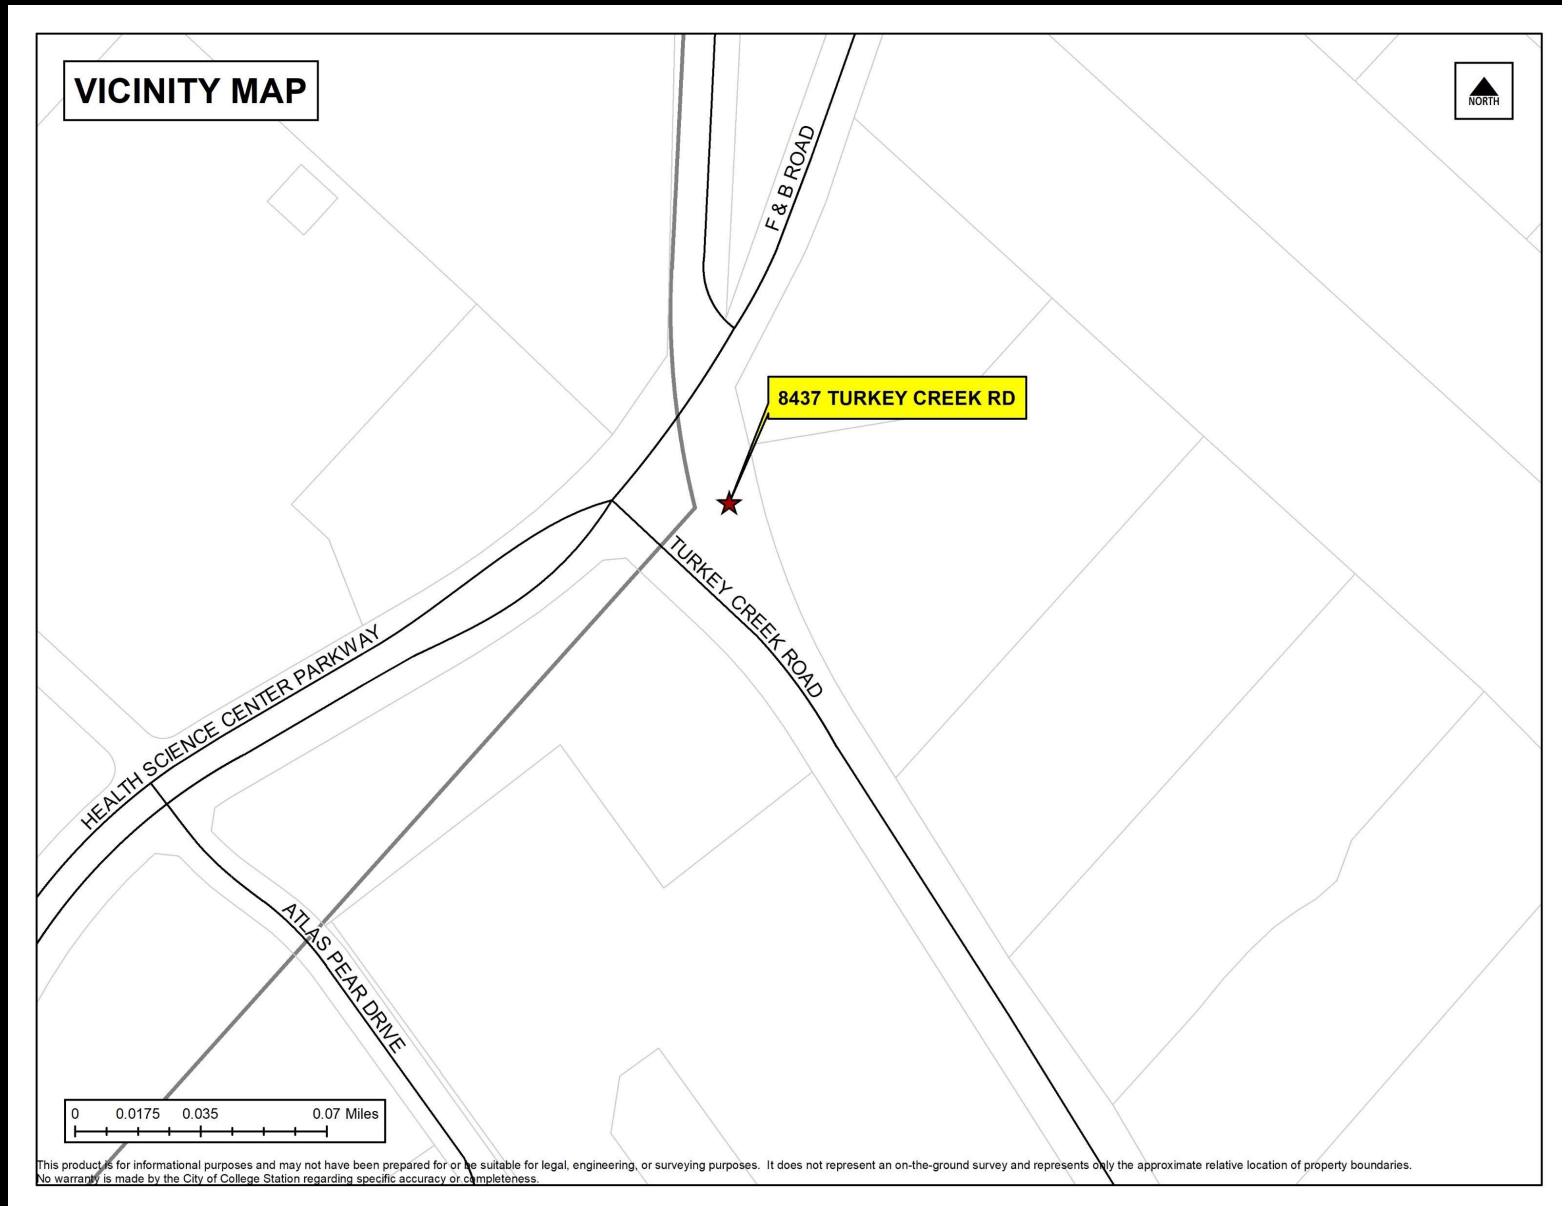 VICINITY MAP
NORTH
F & B ROAD
8437 TURKEY CREEK RD
TURKEY CREEK ROAD
HEALTH SCIENCE CENTER PARKWAY
ATLAS PEAR DRIVE
0 0.0175 0.035 0.07 Miles
This product is for informational purposes and may not have been prepared for or be suitable for legal, engineering, or surveying purposes. It does not represent an on-the-ground survey and represents only the approximate relative location of property boundaries.
No warranty is made by the City of College Station regarding specific accuracy or completeness.